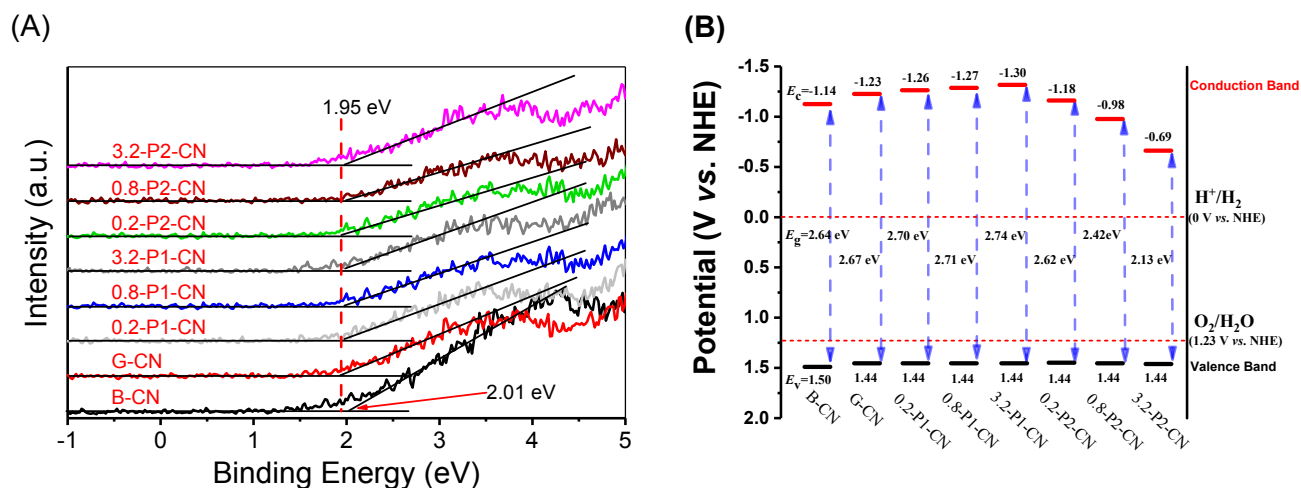 (A)
1.95 eV
3.2-P2-CN
0.8-P2-CN
0.2-P2-CN
3.2-P1-CN
0.8-P1-CN
0.2-P1-CN
G-CN
B-CN
2.01 eV
Intensity (a.u.)
-1 0 1 2 3 4 5
Binding Energy (eV)
(B)
Potential (V vs. NHE)
-1.5
-1.0
-0.5
0.0
0.5
1.0
1.5
2.0
Ec=-1.14 -1.23 -1.26 -1.27 -1.30 -1.18 -0.98 -0.69
Conduction Band
H+/H2
(0 V vs. NHE)
Eg=2.64 eV 2.70 eV 2.74 eV 2.42eV
2.67 eV 2.71 eV 2.62 eV 2.13 eV
O2/H2O
(1.23 V vs. NHE)
Valence Band
Ev=1.50 1.44 1.44 1.44 1.44 1.44 1.44 1.44
B-CN G-CN 0.2-P1-CN 0.8-P1-CN 3.2-P1-CN 0.2-P2-CN 0.8-P2-CN 3.2-P2-CN